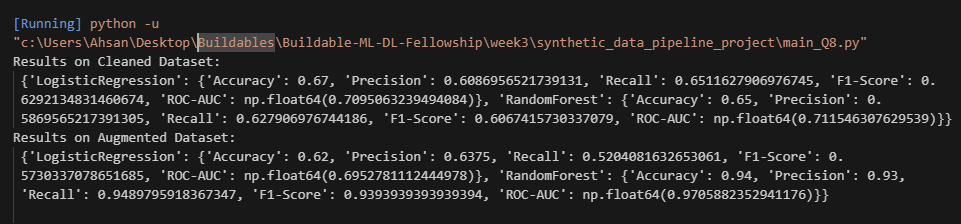 [Running] python -u
"c:\Users\Ahsan\Desktop\Buildables\Buildable-ML-DL-Fellowship\week3\synthetic_data_pipeline_project\main_Q8.py"
Results on Cleaned Dataset:
{'LogisticRegression': {'Accuracy': 0.67, 'Precision': 0.6086956521739131, 'Recall': 0.6511627906976745, 'F1-Score': 0.
6292134831460674, 'ROC-AUC': np.float64(0.7095063239494084)}, 'RandomForest': {'Accuracy': 0.65, 'Precision': 0.
5869565217391305, 'Recall': 0.627906976744186, 'F1-Score': 0.6067415730337079, 'ROC-AUC': np.float64(0.711546307629539)}}
Results on Augmented Dataset:
{'LogisticRegression': {'Accuracy': 0.62, 'Precision': 0.6375, 'Recall': 0.5204081632653061, 'F1-Score': 0.
5730337078651685, 'ROC-AUC': np.float64(0.6952781112444978)}, 'RandomForest': {'Accuracy': 0.94, 'Precision': 0.93,
'Recall': 0.9489795918367347, 'F1-Score': 0.9393939393939394, 'ROC-AUC': np.float64(0.9705882352941176)}}